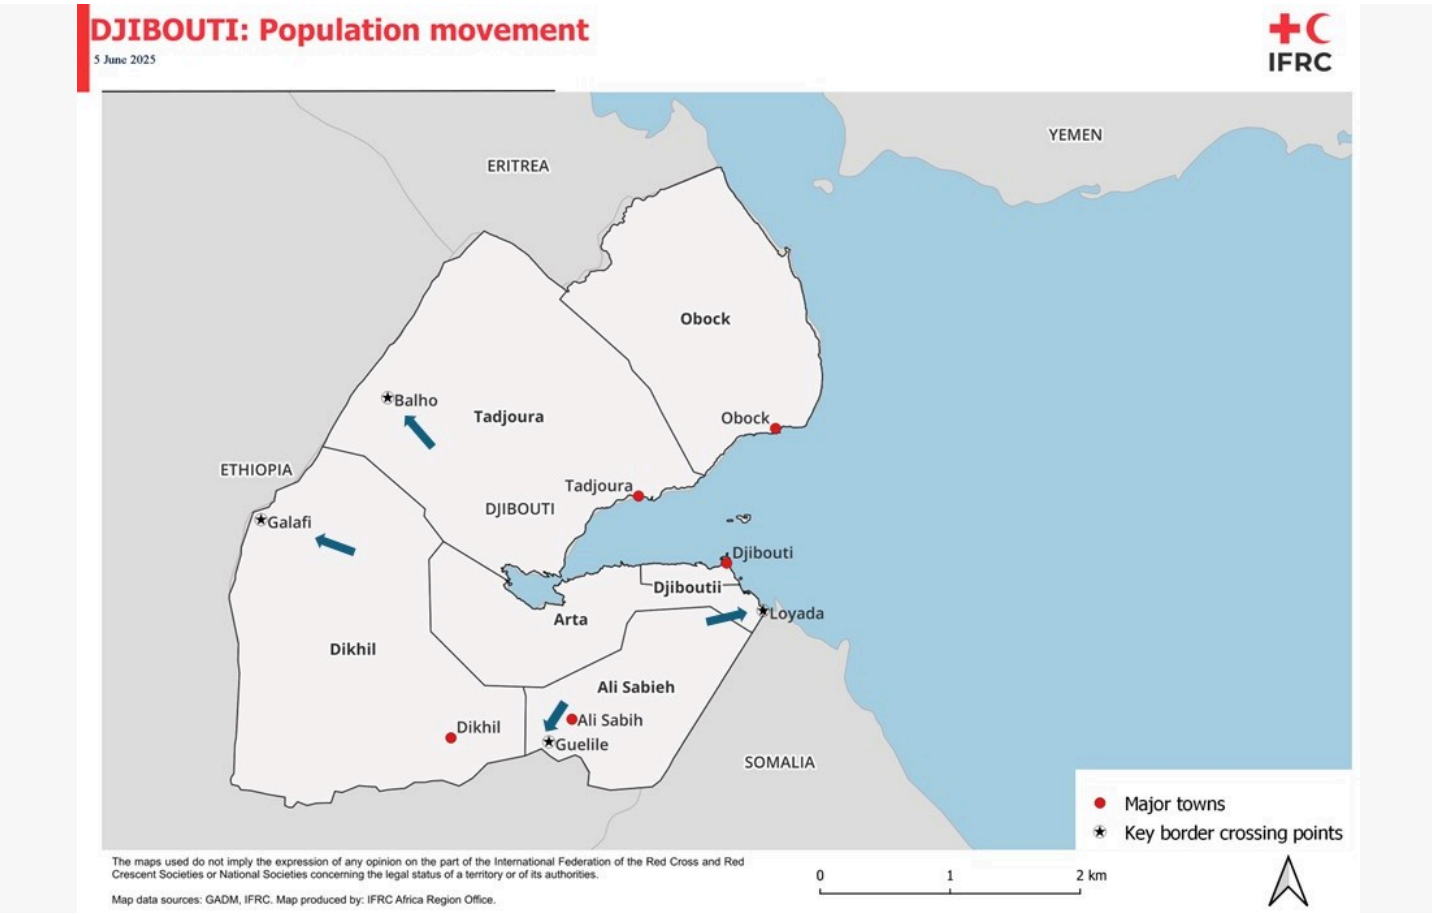 DJIBOUTI: Population movement
5 June 2025
IFRC
YEMEN
ERITREA
Obock
Balho
Tadjoura
Obock
ETHIOPIA
Tadjoura
DJIBOUTI
Galafi
Djibouti
Djiboutii
Loyada
Arta
Dikhil
Ali Sabieh
Ali Sabih
Dikhil
Guelile
SOMALIA
Major towns
Key border crossing points
The maps used do not imply the expression of any opinion on the part of the International Federation of the Red Cross and Red
Crescent Societies or National Societies concerning the legal status of a territory or of its authorities.
Map data sources: GADM, IFRC. Map produced by: IFRC Africa Region Office.
0 1 2 km